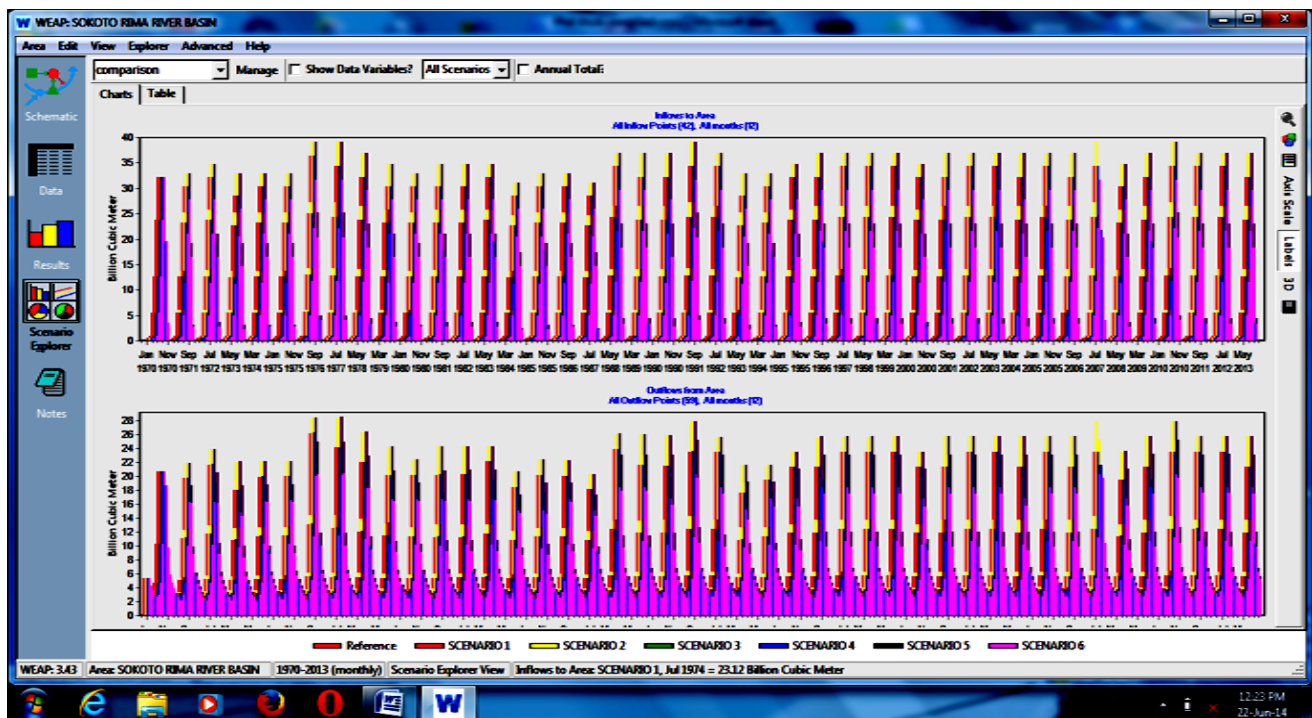 WEAP: SOKOTO RIMA RIVER BASIN
Area Edit View Explorer Advanced Help
comparison Manage Show Data Variables? All Scenarios Annual Total
Charts Table
Schematic
Data
Results
Scenario
Explorer
Notes
Inflows to Area
All Inflow Points (42), All months (12)
Billion Cubic Meter
40
35
30
25
20
15
10
5
0
Jan Nov Sep Jul May Mar Jan Nov Sep Jul May Mar Jan Nov Sep Jul May Mar Jan Nov Sep Jul May Mar Jan Nov Sep Jul May Mar Jan Nov Sep Jul May Mar Jan Nov Sep Jul May Mar Jan Nov Sep Jul May
1970 1970 1971 1972 1973 1974 1975 1975 1976 1977 1978 1979 1980 1980 1981 1982 1983 1984 1985 1985 1986 1987 1988 1989 1990 1990 1991 1992 1993 1994 1995 1995 1996 1997 1998 1999 2000 2000 2001 2002 2003 2004 2005 2005 2006 2007 2008 2009 2010 2010 2011 2012 2013
Axis Scale
Labels
3D
Outflows from Area
All Outflow Points (59), All months (12)
Billion Cubic Meter
28
26
24
22
20
18
16
14
12
10
8
6
4
2
0
Reference SCENARIO 1 SCENARIO 2 SCENARIO 3 SCENARIO 4 SCENARIO 5 SCENARIO 6
WEAP: 3.43 Area: SOKOTO RIMA RIVER BASIN 1970-2013 (monthly) Scenario Explorer View Inflows to Area: SCENARIO 1, Jul 1974 = 23.12 Billion Cubic Meter
12:23 PM
22-Jun-14